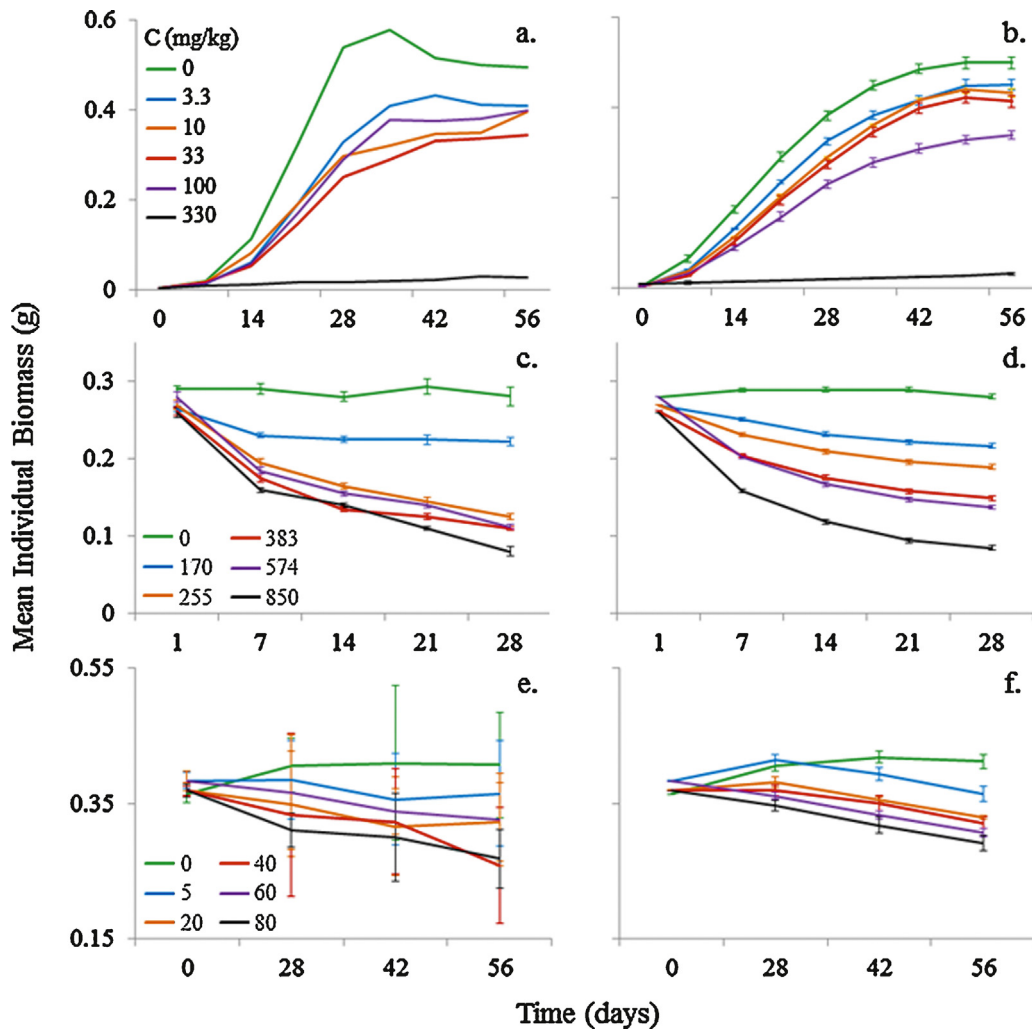 Mean Individual Biomass (g)
a.
C (mg/kg)
0
3.3
10
33
100
330
0.6
0.4
0.2
0
0 14 28 42 56
b.
0 14 28 42 56
c.
0.3
0.2
0.1
0
0 383
170 574
255 850
1 7 14 21 28
d.
1 7 14 21 28
e.
0.55
0.35
0.15
0 40
5 60
20 80
0 28 42 56
f.
0 28 42 56
Time (days)